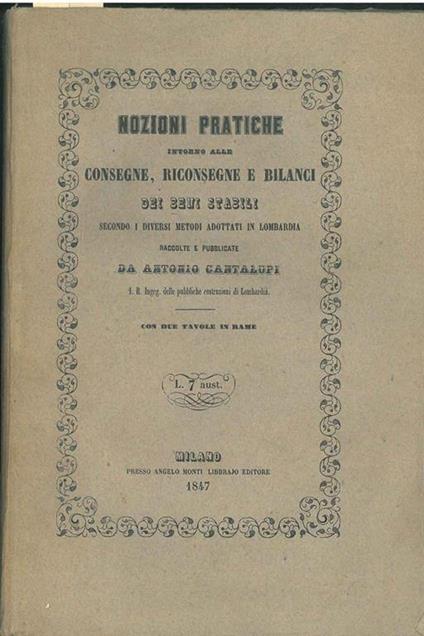 NOZIONI PRATICHE
INTORNO ALLE
CONSEGNE, RICONSEGNE E BILANCI
DEI BENI STABILI
SECONDO I DIVERSI METODI ADOTTATI IN LOMBARDIA
RACCOLTE E PUBBLICATE
DA ANTONIO CANTALUPI
I. R. Ingeg. delle pubbliche costruzioni di Lombardia.
CON DUE TAVOLE IN RAME
L. 7 aust.
MILANO
PRESSO ANGELO MONTI LIBRAJO EDITORE
1847